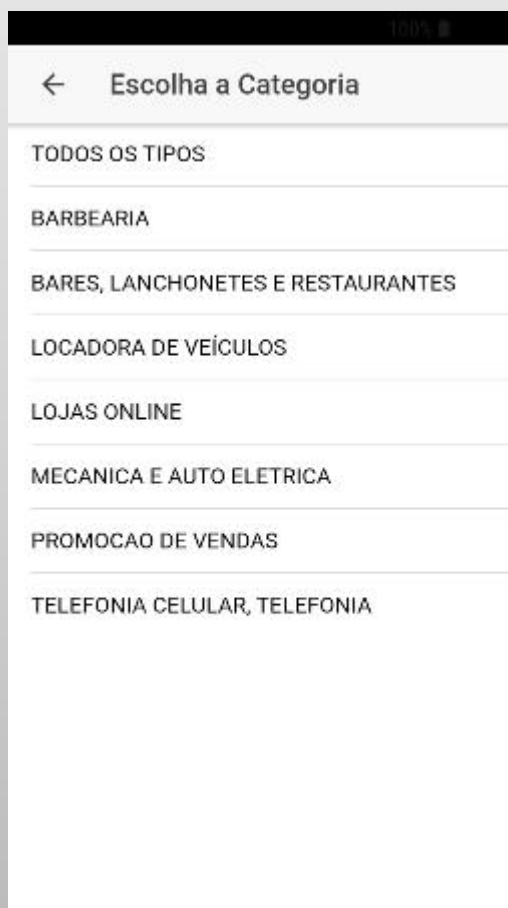 100%
Escolha a Categoria
TODOS OS TIPOS
BARBEARIA
BARES, LANCHONETES E RESTAURANTES
LOCADORA DE VEÍCULOS
LOJAS ONLINE
MECANICA E AUTO ELETRICA
PROMOCAO DE VENDAS
TELEFONIA CELULAR, TELEFONIA